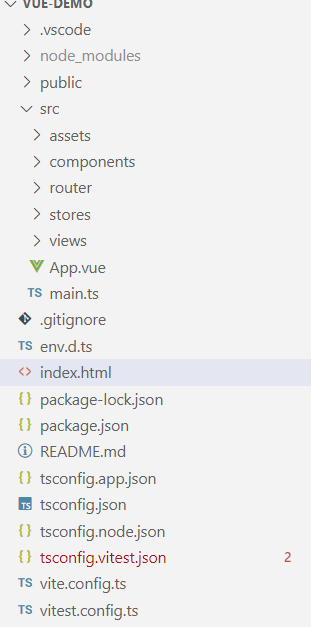 VUE-DEMO
.vscode
node_modules
public
src
assets
components
router
stores
views
App.vue
TS main.ts
.gitignore
TS env.d.ts
<> index.html
{} package-lock.json
{} package.json
README.md
{} tsconfig.app.json
TS tsconfig.json
{} tsconfig.node.json
{} tsconfig.vitest.json 2
TS vite.config.ts
TS vitest.config.ts